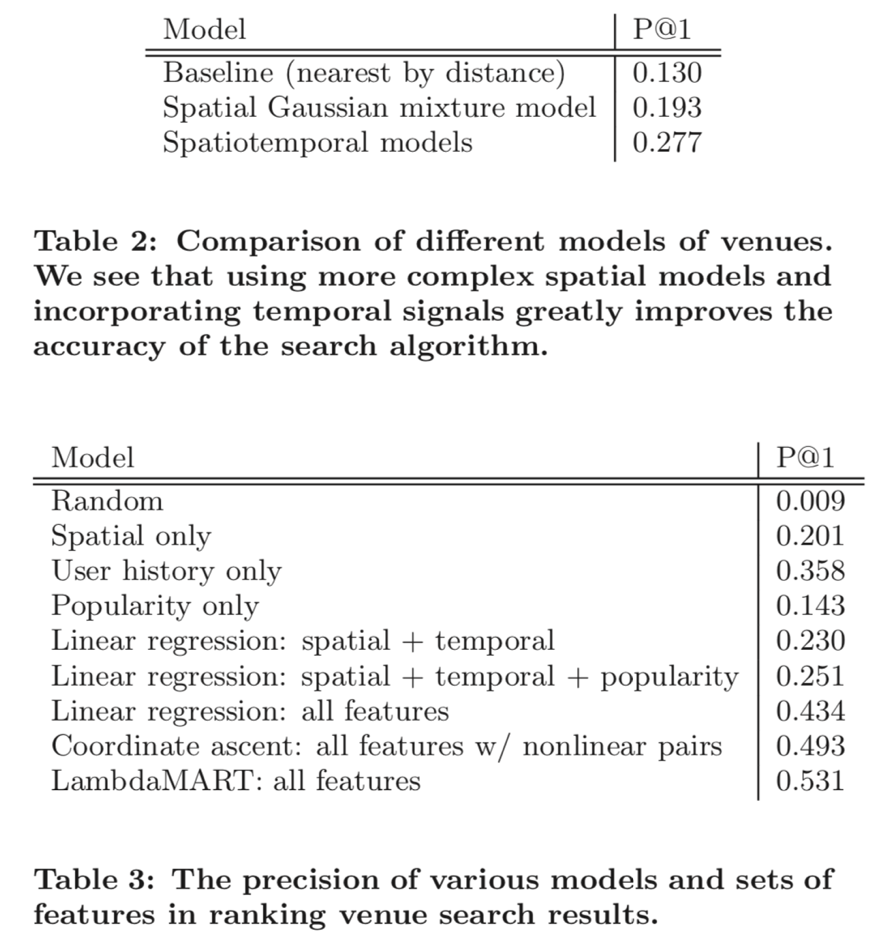 Model P@1
Baseline (nearest by distance) 0.130
Spatial Gaussian mixture model 0.193
Spatiotemporal models 0.277
Table 2: Comparison of different models of venues.
We see that using more complex spatial models and
incorporating temporal signals greatly improves the
accuracy of the search algorithm.
Model P@1
Random 0.009
Spatial only 0.201
User history only 0.358
Popularity only 0.143
Linear regression: spatial + temporal 0.230
Linear regression: spatial + temporal + popularity 0.251
Linear regression: all features 0.434
Coordinate ascent: all features w/ nonlinear pairs 0.493
LambdaMART: all features 0.531
Table 3: The precision of various models and sets of
features in ranking venue search results.